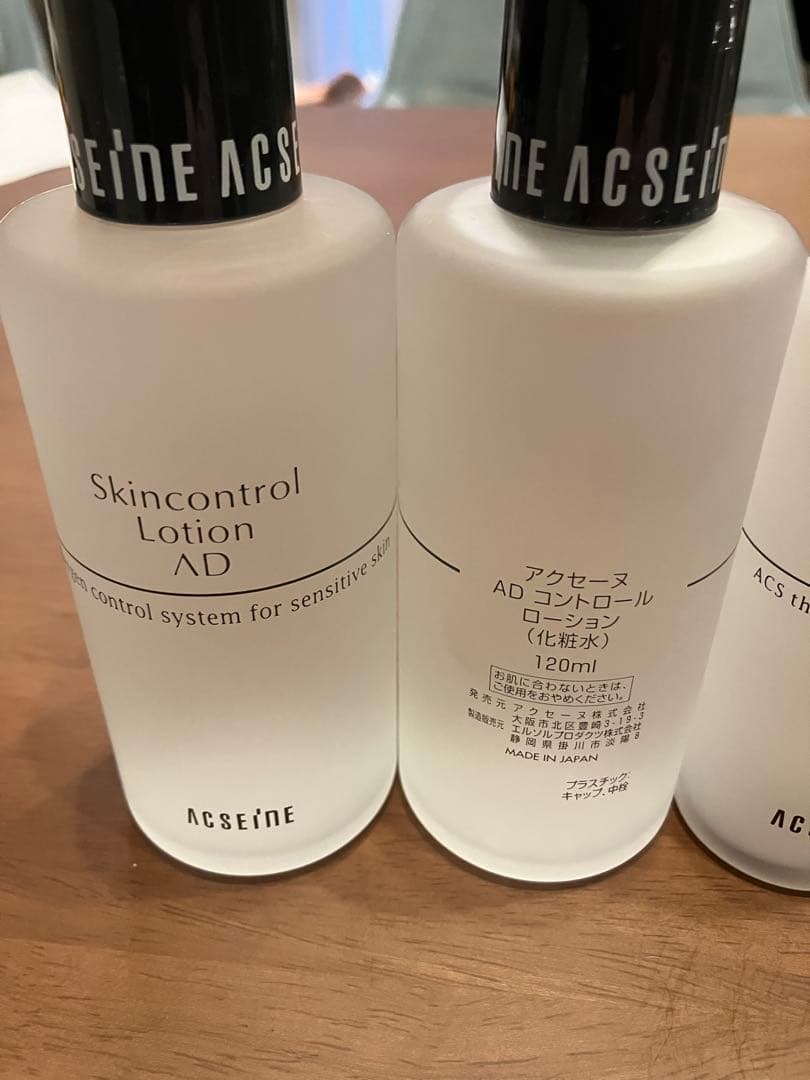 SEINE ACSE
Skincontrol
Lotion
AD
gen control system for sensitive skin
ACSEINE
INE ACSEIN
アクセーヌ
AD コントロール
ローション
(化粧水)
120ml
お肌に合わないときは、
ご使用をおやめください。
発売元 アクセーヌ株式会社
大阪市北区豊崎3-19-3
製造販売元 エルソルプロダクツ株式会社
静岡県掛川市淡陽8
MADE IN JAPAN
プラスチック:
キャップ、中栓
ACS th
AC